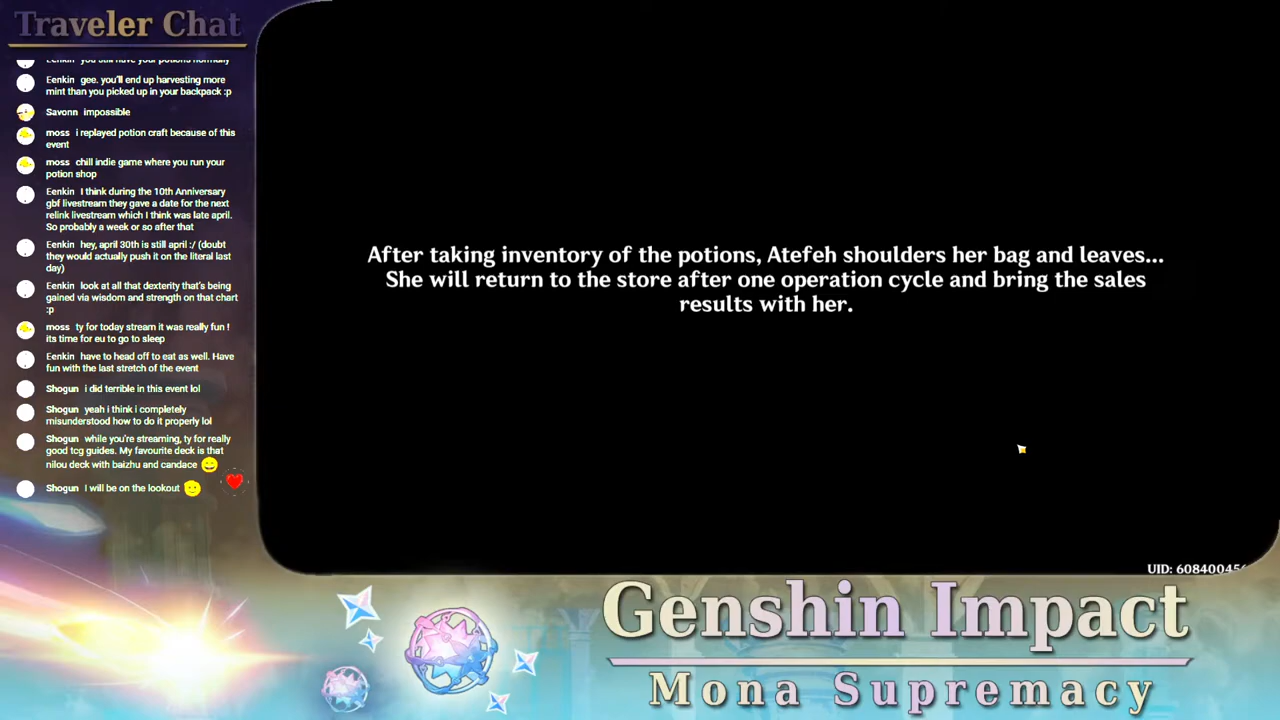 Traveler Chat
Eenkin you still have your potions normally
Eenkin gee. you'll end up harvesting more
mint than you picked up in your backpack :p
Savonn impossible
moss i replayed potion craft because of this
event
moss chill indie game where you run your
potion shop
Eenkin I think during the 10th Anniversary
gbf livestream they gave a date for the next
relink livestream which I think was late april.
So probably a week or so after that
Eenkin hey, april 30th is still april :/ (doubt
they would actually push it on the literal last
day)
Eenkin look at all that dexterity that's being
gained via wisdom and strength on that chart
:p
moss ty for today stream it was really fun !
its time for eu to go to sleep
Eenkin have to head off to eat as well. Have
fun with the last stretch of the event
Shogun i did terrible in this event lol
Shogun yeah i think i completely
misunderstood how to do it properly lol
Shogun while you're streaming, ty for really
good tcg guides. My favourite deck is that
nilou deck with baizhu and candace
Shogun I will be on the lookout
After taking inventory of the potions, Atefeh shoulders her bag and leaves...
She will return to the store after one operation cycle and bring the sales
results with her.
UID: 60840045
Genshin Impact
Mona Supremacy